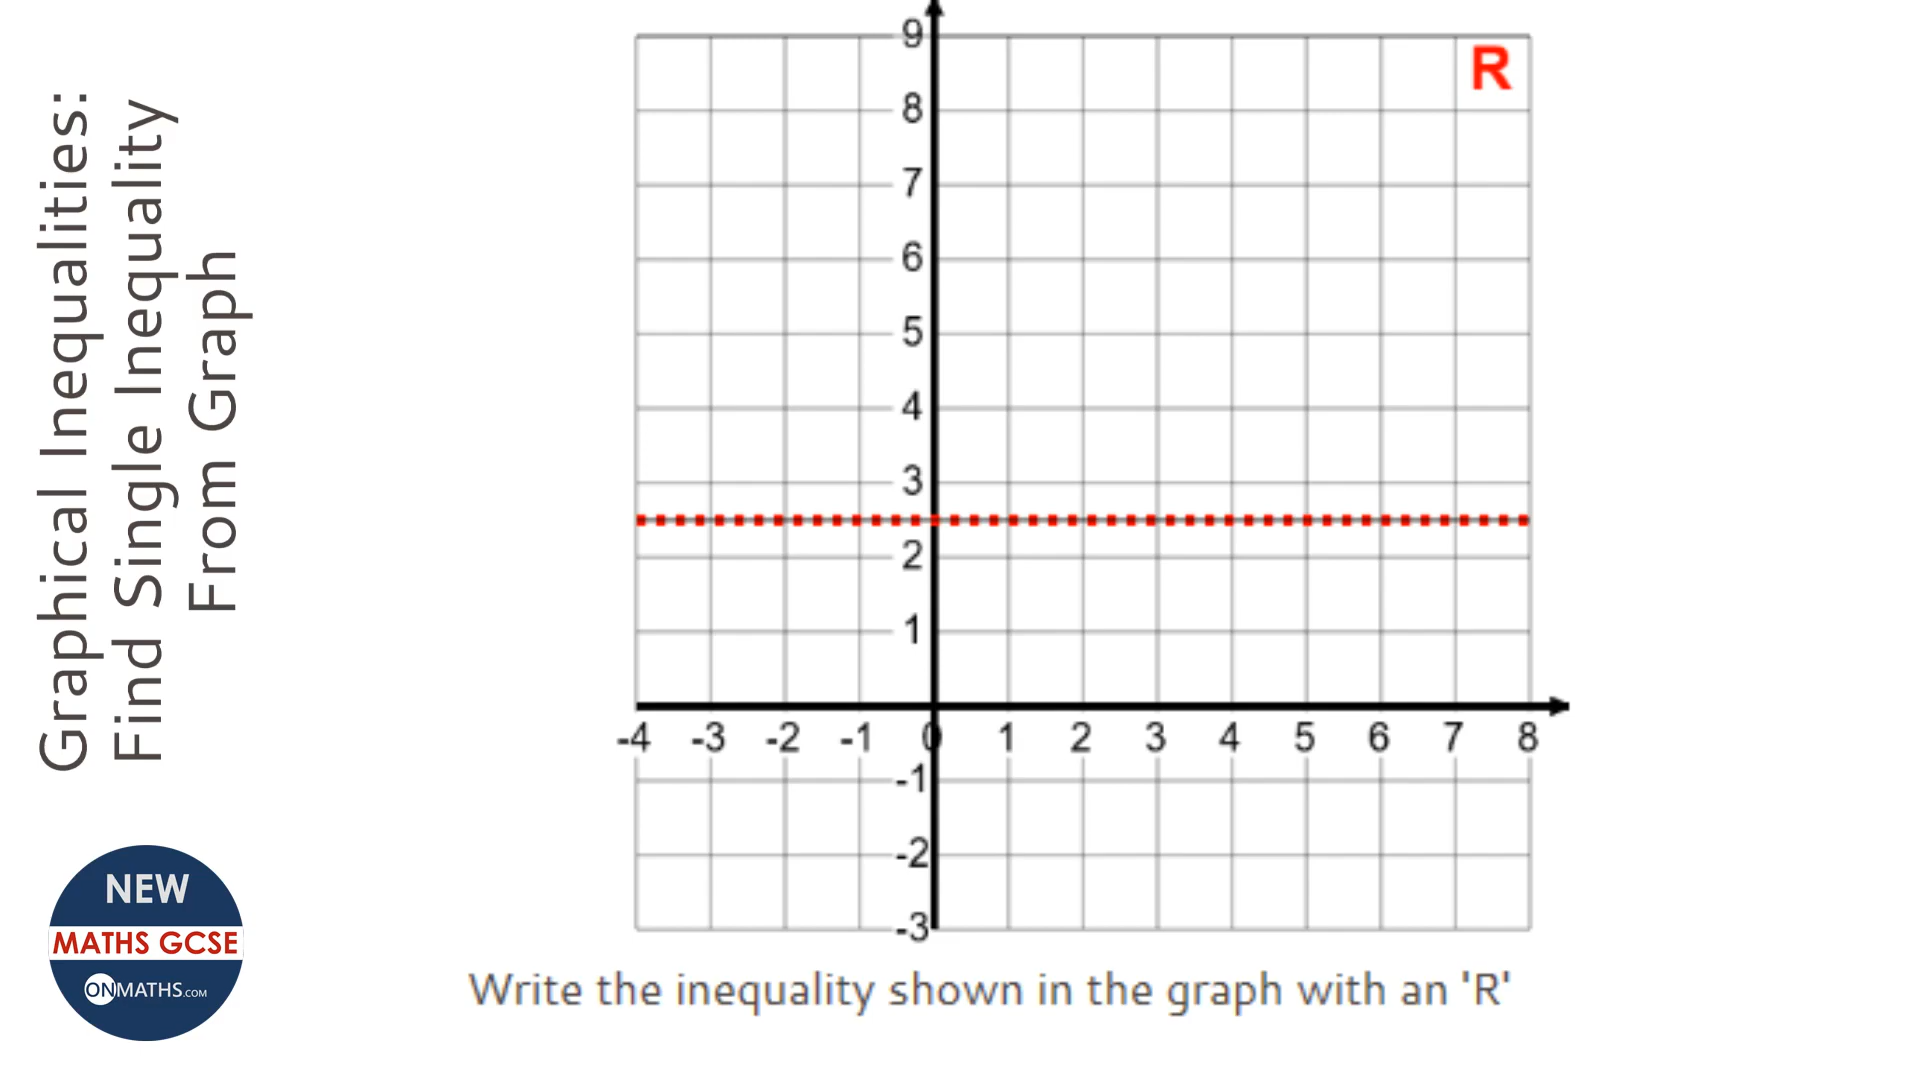 Graphical Inequalities:
Find Single Inequality
From Graph
9
R
8
7
6
5
4
3
2
1
-4 -3 -2 -1 0 1 2 3 4 5 6 7 8
-1
-2
-3
Write the inequality shown in the graph with an 'R'
NEW
MATHS GCSE
ONMATHS.COM